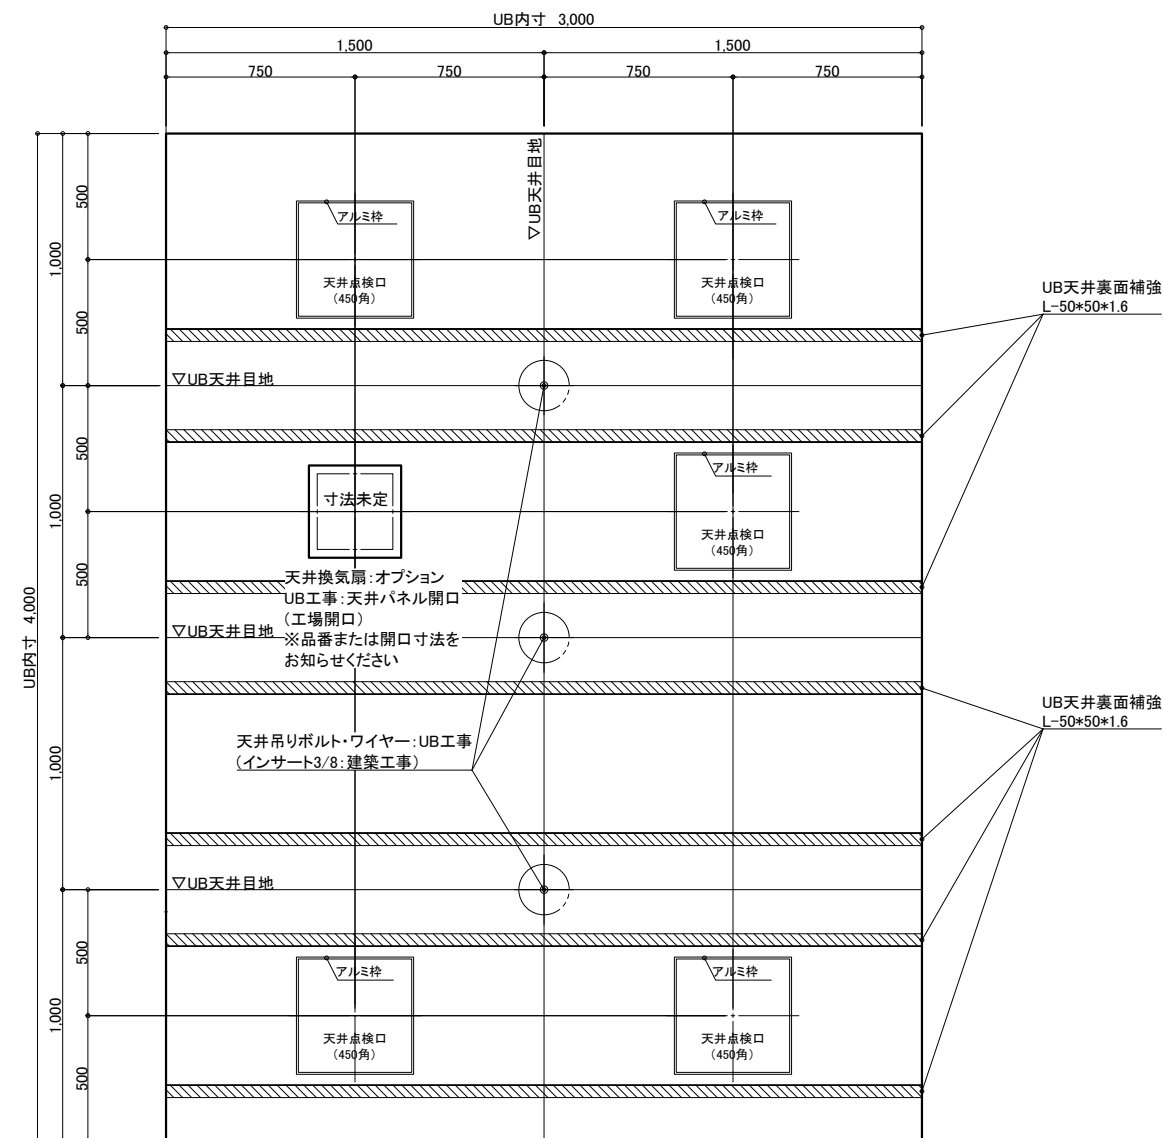 UB内寸 3,000
1,500
1,500
750
750
750
750
▽UB天井目地
500
1,000
500
アルミ枠
天井点検口
(450角)
アルミ枠
天井点検口
(450角)
UB天井裏面補強
L-50*50*1.6
▽UB天井目地
500
1,000
500
寸法未定
アルミ枠
天井点検口
(450角)
天井換気扇:オプション
UB工事:天井パネル開口
(工場開口)
※品番または開口寸法を
お知らせください
UB内寸 4,000
▽UB天井目地
UB天井裏面補強
L-50*50*1.6
天井吊りボルト・ワイヤー:UB工事
(インサート3/8:建築工事)
1,000
▽UB天井目地
500
1,000
500
アルミ枠
天井点検口
(450角)
アルミ枠
天井点検口
(450角)